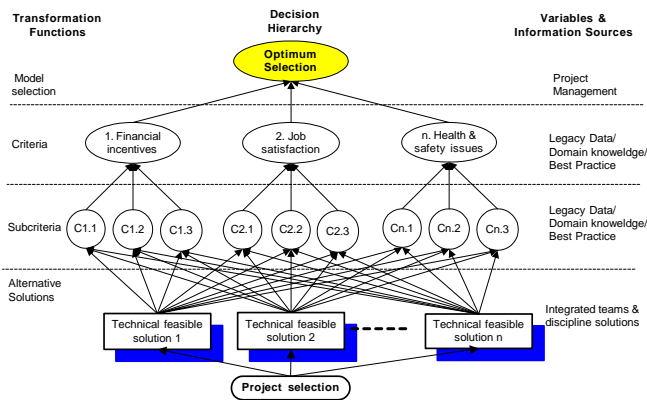 Transformation
Functions
Decision
Hierarchy
Variables &
Information Sources
Optimum
Selection
Model
selection
Project
Management
Criteria
1. Financial
incentives
2. Job
satisfaction
n. Health &
safety issues
Legacy Data/
Domain knoweldge/
Best Practice
Subcriteria
C1.1
C1.2
C1.3
C2.1
C2.2
C2.3
Cn.1
Cn.2
Cn.3
Legacy Data/
Domain knoweldge/
Best Practice
Alternative
Solutions
Technical feasible
solution 1
Technical feasible
solution 2
Technical feasible
solution n
Integrated teams &
discipline solutions
Project selection